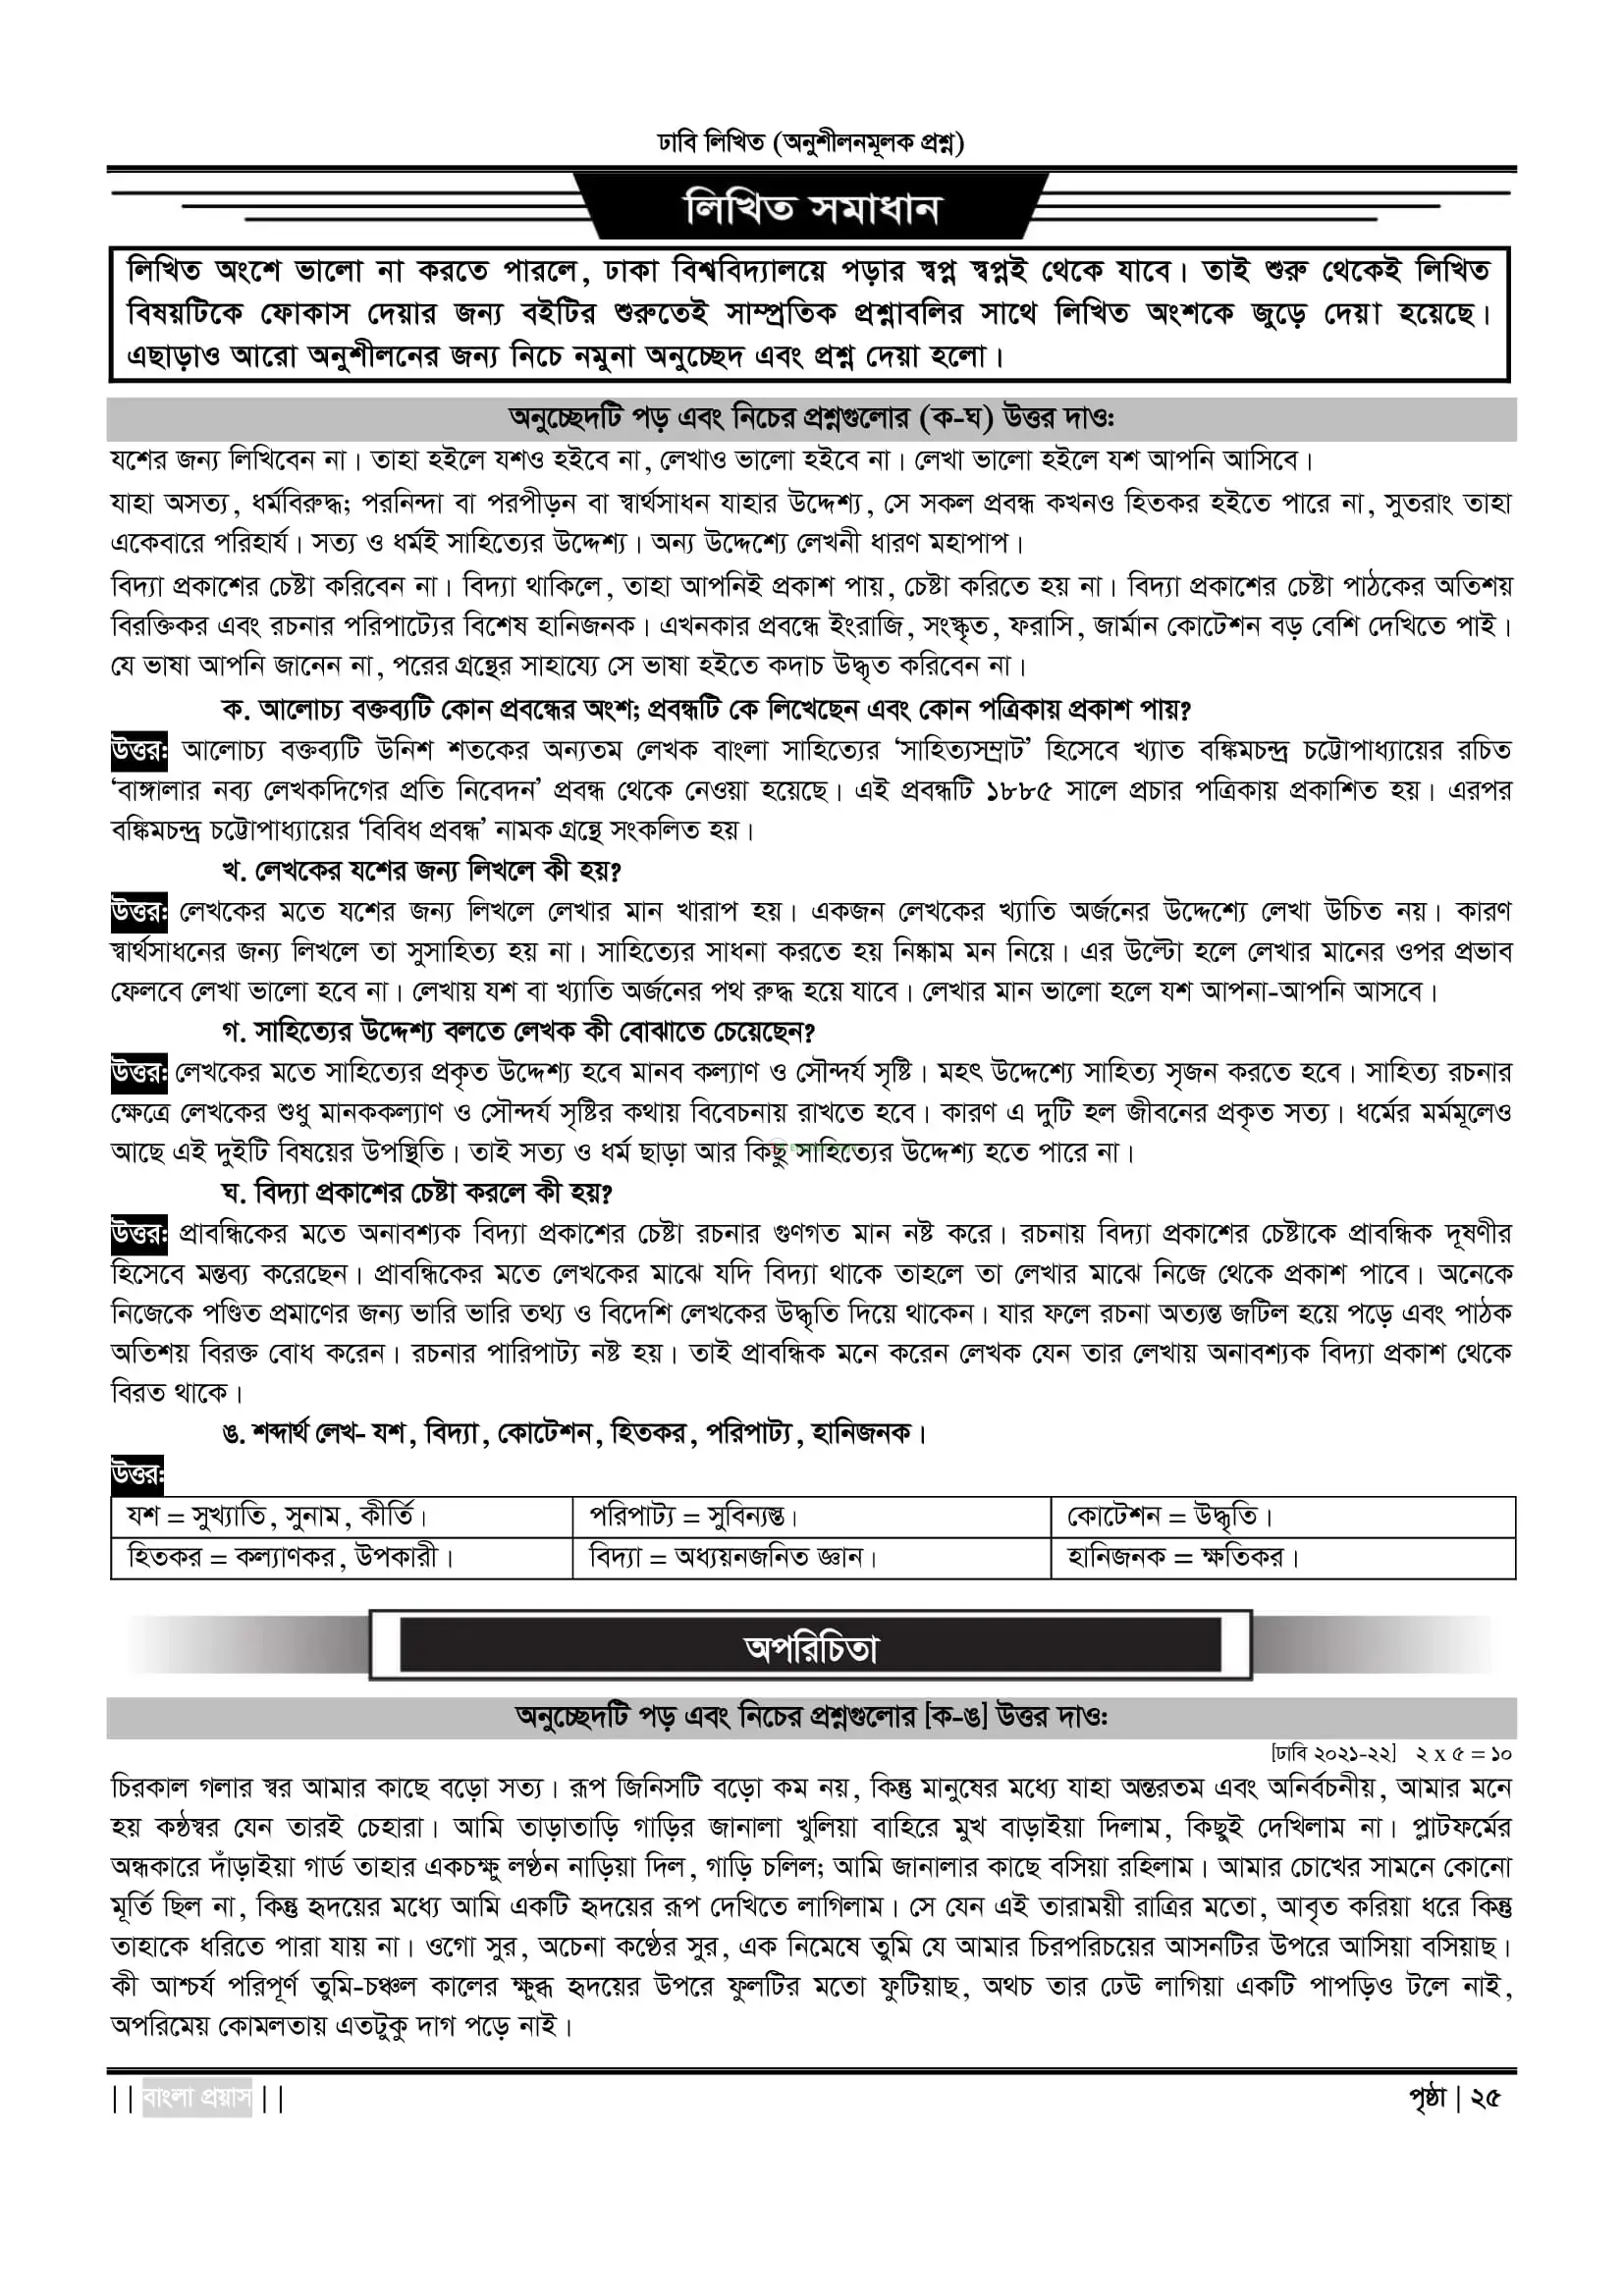 ঢাবি লিখিত (অনুশীলনমূলক প্রশ্ন)
লিখিত সমাধান
লিখিত অংশে ভালো না করতে পারলে, ঢাকা বিশ্ববিদ্যালয়ে পড়ার স্বপ্ন স্বপ্নই থেকে যাবে। তাই শুরু থেকেই লিখিত
বিষয়টিকে ফোকাস দেয়ার জন্য বইটির শুরুতেই সাম্প্রতিক প্রশ্নাবলির সাথে লিখিত অংশকে জুড়ে দেয়া হয়েছে।
এছাড়াও আরো অনুশীলনের জন্য নিচে নমুনা অনুচ্ছেদ এবং প্রশ্ন দেয়া হলো।
অনুচ্ছেদটি পড় এবং নিচের প্রশ্নগুলোর (ক-ঘ) উত্তর দাও:
যশের জন্য লিখিবেন না। তাহা হইলে যশও হইবে না, লেখাও ভালো হইবে না। লেখা ভালো হইলে যশ আপনি আসিবে।
যাহা অসত্য, ধর্মবিরুদ্ধ; পরনিন্দা বা পরপীড়ন বা স্বার্থসাধন যাহার উদ্দেশ্য, সে সকল প্রবন্ধ কখনও হিতকর হইতে পারে না, সুতরাং তাহা
একেবারে পরিহার্য। সত্য ও ধর্মই সাহিত্যের উদ্দেশ্য। অন্য উদ্দেশ্যে লেখনী ধারণ মহাপাপ।
বিদ্যা প্রকাশের চেষ্টা করিবেন না। বিদ্যা থাকিলে, তাহা আপনিই প্রকাশ পায়, চেষ্টা করিতে হয় না। বিদ্যা প্রকাশের চেষ্টা পাঠকের অতিশয়
বিরক্তিকর এবং রচনার পরিপাট্যের বিশেষ হানিজনক। এখনকার প্রবন্ধে ইংরাজি, সংস্কৃত, ফরাসি, জার্মান কোটেশন বড় বেশি দেখিতে পাই।
যে ভাষা আপনি জানেন না, পরের গ্রন্থের সাহায্যে সে ভাষা হইতে কদাচ উদ্ধৃত করিবেন না।
ক. আলোচ্য বক্তব্যটি কোন প্রবন্ধের অংশ; প্রবন্ধটি কে লিখেছেন এবং কোন পত্রিকায় প্রকাশ পায়?
উত্তর: আলোচ্য বক্তব্যটি উনিশ শতকের অন্যতম লেখক বাংলা সাহিত্যের ‘সাহিত্যসম্রাট’ হিসেবে খ্যাত বঙ্কিমচন্দ্র চট্টোপাধ্যায়ের রচিত
‘বাঙ্গালার নব্য লেখকদিগের প্রতি নিবেদন’ প্রবন্ধ থেকে নেওয়া হয়েছে। এই প্রবন্ধটি ১৮৮৫ সালে প্রচার পত্রিকায় প্রকাশিত হয়। এরপর
বঙ্কিমচন্দ্র চট্টোপাধ্যায়ের ‘বিবিধ প্রবন্ধ’ নামক গ্রন্থে সংকলিত হয়।
খ. লেখকের যশের জন্য লিখলে কী হয়?
উত্তর: লেখকের মতে যশের জন্য লিখলে লেখার মান খারাপ হয়। একজন লেখকের খ্যাতি অর্জনের উদ্দেশ্যে লেখা উচিত নয়। কারণ
স্বার্থসাধনের জন্য লিখলে তা সুসাহিত্য হয় না। সাহিত্যের সাধনা করতে হয় নিষ্কাম মন নিয়ে। এর উল্টো হলে লেখার মানের ওপর প্রভাব
ফেলবে লেখা ভালো হবে না। লেখায় যশ বা খ্যাতি অর্জনের পথ রুদ্ধ হয়ে যাবে। লেখার মান ভালো হলে যশ আপনা-আপনি আসবে।
গ. সাহিত্যের উদ্দেশ্য বলতে লেখক কী বোঝাতে চেয়েছেন?
উত্তর: লেখকের মতে সাহিত্যের প্রকৃত উদ্দেশ্য হবে মানব কল্যাণ ও সৌন্দর্য সৃষ্টি। মহৎ উদ্দেশ্যে সাহিত্য সৃজন করতে হবে। সাহিত্য রচনার
ক্ষেত্রে লেখকের শুধু মানককল্যাণ ও সৌন্দর্য সৃষ্টির কথায় বিবেচনায় রাখতে হবে। কারণ এ দুটি হল জীবনের প্রকৃত সত্য। ধর্মের মর্মমূলেও
আছে এই দুইটি বিষয়ের উপস্থিতি। তাই সত্য ও ধর্ম ছাড়া আর কিছু সাহিত্যের উদ্দেশ্য হতে পারে না।
ঘ. বিদ্যা প্রকাশের চেষ্টা করলে কী হয়?
উত্তর: প্রাবন্ধিকের মতে অনাবশ্যক বিদ্যা প্রকাশের চেষ্টা রচনার গুণগত মান নষ্ট করে। রচনায় বিদ্যা প্রকাশের চেষ্টাকে প্রাবন্ধিক দূষণীর
হিসেবে মন্তব্য করেছেন। প্রাবন্ধিকের মতে লেখকের মাঝে যদি বিদ্যা থাকে তাহলে তা লেখার মাঝে নিজে থেকে প্রকাশ পাবে। অনেকে
নিজেকে পণ্ডিত প্রমাণের জন্য ভারি ভারি তথ্য ও বিদেশি লেখকের উদ্ধৃতি দিয়ে থাকেন। যার ফলে রচনা অত্যন্ত জটিল হয়ে পড়ে এবং পাঠক
অতিশয় বিরক্ত বোধ করেন। রচনার পারিপাট্য নষ্ট হয়। তাই প্রাবন্ধিক মনে করেন লেখক যেন তার লেখায় অনাবশ্যক বিদ্যা প্রকাশ থেকে
বিরত থাকে।
ঙ. শব্দার্থ লেখ- যশ, বিদ্যা, কোটেশন, হিতকর, পরিপাট্য, হানিজনক।
উত্তর:
যশ = সুখ্যাতি, সুনাম, কীর্তি। পরিপাট্য = সুবিন্যস্ত। কোটেশন = উদ্ধৃতি।
হিতকর = কল্যাণকর, উপকারী। বিদ্যা = অধ্যয়নজনিত জ্ঞান। হানিজনক = ক্ষতিকর।
অপরিচিতা
অনুচ্ছেদটি পড় এবং নিচের প্রশ্নগুলোর [ক-ঙ] উত্তর দাও:
[ঢাবি ২০২১-২২] ২ x ৫ = ১০
চিরকাল গলার স্বর আমার কাছে বড়ো সত্য। রূপ জিনিসটি বড়ো কম নয়, কিন্তু মানুষের মধ্যে যাহা অন্তরতম এবং অনির্বচনীয়, আমার মনে
হয় কণ্ঠস্বর যেন তারই চেহারা। আমি তাড়াতাড়ি গাড়ির জানালা খুলিয়া বাহিরে মুখ বাড়াইয়া দিলাম, কিছুই দেখিলাম না। প্লাটফর্মের
অন্ধকারে দাঁড়াইয়া গার্ড তাহার একচক্ষু লণ্ঠন নাড়িয়া দিল, গাড়ি চলিল; আমি জানালার কাছে বসিয়া রহিলাম। আমার চোখের সামনে কোনো
মূর্তি ছিল না, কিন্তু হৃদয়ের মধ্যে আমি একটি হৃদয়ের রূপ দেখিতে লাগিলাম। সে যেন এই তারাময়ী রাত্রির মতো, আবৃত করিয়া ধরে কিন্তু
তাহাকে ধরিতে পারা যায় না। ওগো সুর, অচেনা কণ্ঠের সুর, এক নিমেষে তুমি যে আমার চিরপরিচয়ের আসনটির উপরে আসিয়া বসিয়াছ।
কী আশ্চর্য পরিপূর্ণ তুমি-চঞ্চল কালের ক্ষুব্ধ হৃদয়ের উপরে ফুলটির মতো ফুটিয়াছ, অথচ তার ঢেউ লাগিয়া একটি পাপড়িও টলে নাই,
অপরিমেয় কোমলতায় এতটুকু দাগ পড়ে নাই।
|| বাংলা প্রয়াস ||
পৃষ্ঠা | ২৫